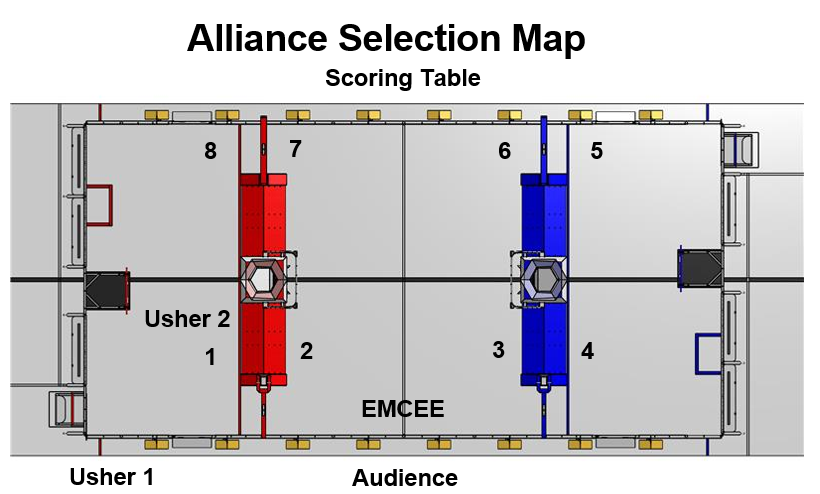 Alliance Selection Map
Scoring Table
8 7 6 5
Usher 2
1 2 3 4
EMCEE
Usher 1 Audience